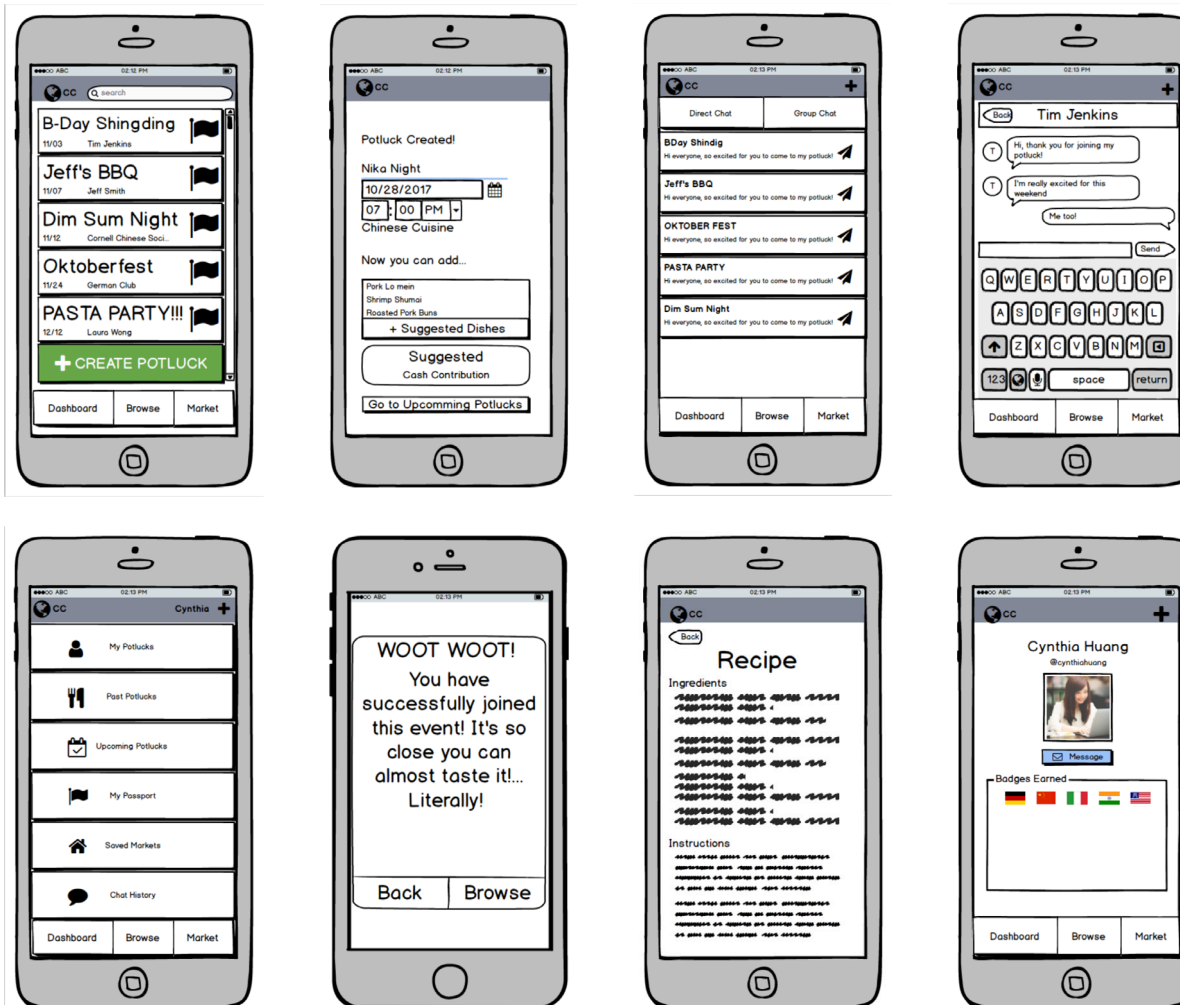 ●●●○○ ABC 02:12 PM
CC search
B-Day Shingding
11/03 Tim Jenkins
Jeff's BBQ
11/07 Jeff Smith
Dim Sum Night
11/12 Cornell Chinese Soci..
Oktoberfest
11/24 German Club
PASTA PARTY!!!
12/12 Laura Wong
+ CREATE POTLUCK
Dashboard Browse Market
●●●○○ ABC 02:12 PM
CC
Potluck Created!
Nika Night
10/28/2017
07 : 00 PM
Chinese Cuisine
Now you can add...
Pork Lo mein
Shrimp Shumai
Roasted Pork Buns
+ Suggested Dishes
Suggested
Cash Contribution
Go to Upcomming Potlucks
●●●○○ ABC 02:13 PM
CC +
Direct Chat Group Chat
BDay Shindig
Hi everyone, so excited for you to come to my potluck!
Jeff's BBQ
Hi everyone, so excited for you to come to my potluck!
OKTOBER FEST
Hi everyone, so excited for you to come to my potluck!
PASTA PARTY
Hi everyone, so excited for you to come to my potluck!
Dim Sum Night
Hi everyone, so excited for you to come to my potluck!
Dashboard Browse Market
●●●○○ ABC 02:13 PM
CC +
Back Tim Jenkins
T Hi, thank you for joining my
potluck!
T I'm really excited for this
weekend
Me too!
Send
Q W E R T Y U I O P
A S D F G H J K L
Z X C V B N M
123 space return
Dashboard Browse Market
●●●○○ ABC 02:13 PM
CC Cynthia +
My Potlucks
Past Potlucks
Upcoming Potlucks
My Passport
Saved Markets
Chat History
Dashboard Browse Market
●●●○○ ABC 02:13 PM
WOOT WOOT!
You have
successfully joined
this event! It's so
close you can
almost taste it!...
Literally!
Back Browse
●●●○○ ABC 02:13 PM
CC
Back
Recipe
Ingredients
Instructions
●●●○○ ABC 02:13 PM
CC +
Cynthia Huang
@cynthiahuang
Message
Badges Earned
Dashboard Browse Market